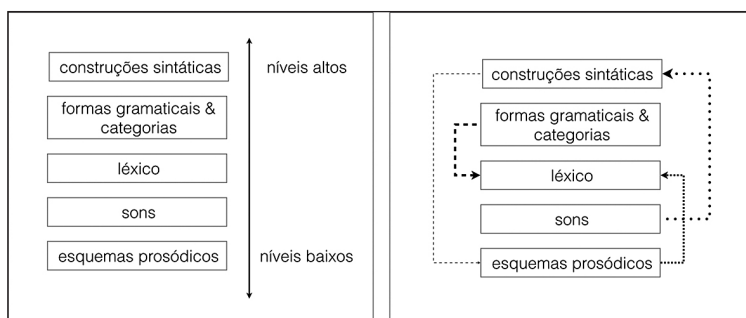 construções sintáticas
níveis altos
formas gramaticais &
categorias
léxico
sons
esquemas prosódicos
níveis baixos
construções sintáticas
formas gramaticais &
categorias
léxico
sons
esquemas prosódicos